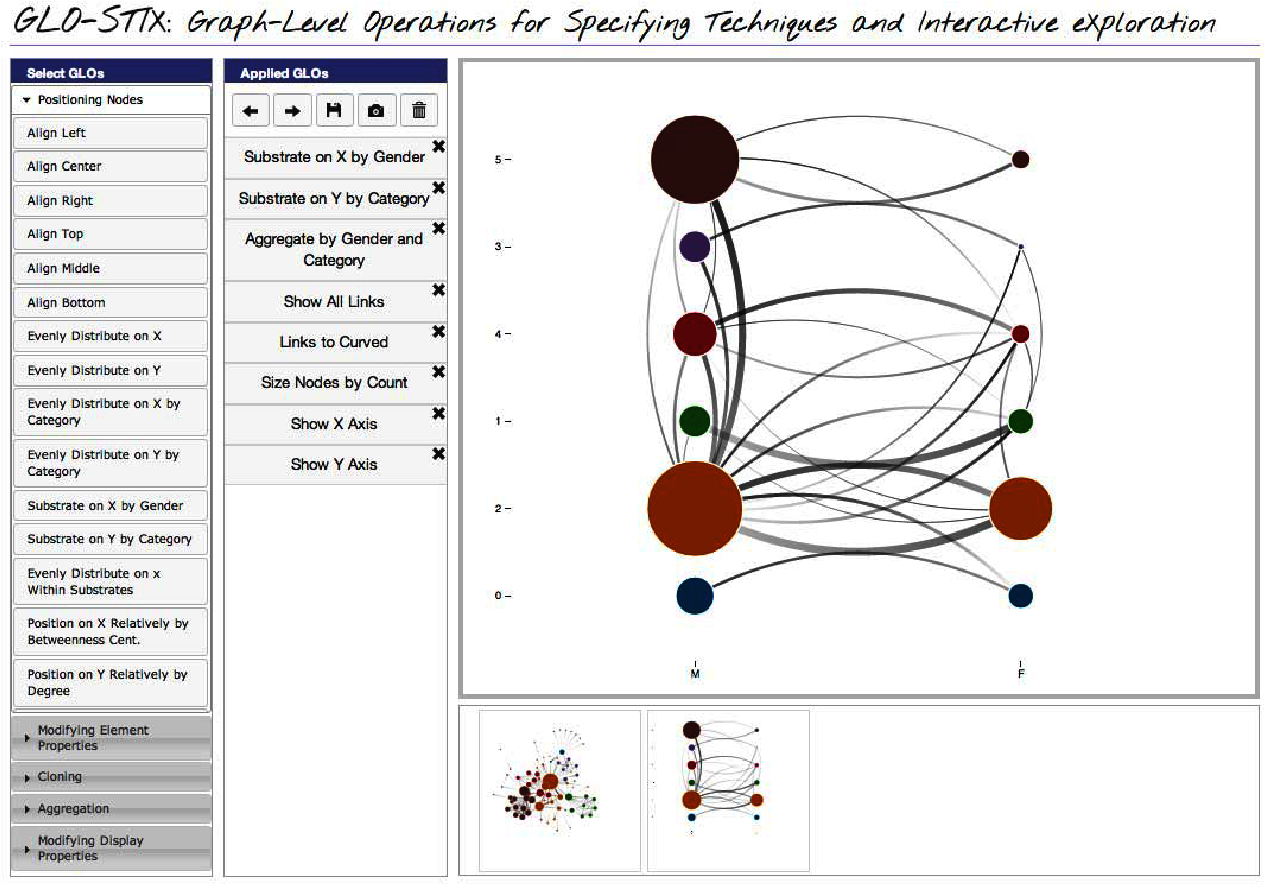 GLO-STIX: Graph-Level Operations for Specifying Techniques and Interactive eXploration
Select GLOs
Positioning Nodes
Align Left
Align Center
Align Right
Align Top
Align Middle
Align Bottom
Evenly Distribute on X
Evenly Distribute on Y
Evenly Distribute on X by
Category
Evenly Distribute on Y by
Category
Substrate on X by Gender
Substrate on Y by Category
Evenly Distribute on x
Within Substrates
Position on X Relatively by
Betweenness Cent.
Position on Y Relatively by
Degree
Modifying Element
Properties
Cloning
Aggregation
Modifying Display
Properties
Applied GLOs
Substrate on X by Gender
Substrate on Y by Category
Aggregate by Gender and
Category
Show All Links
Links to Curved
Size Nodes by Count
Show X Axis
Show Y Axis
5
3
4
1
2
0
M
F